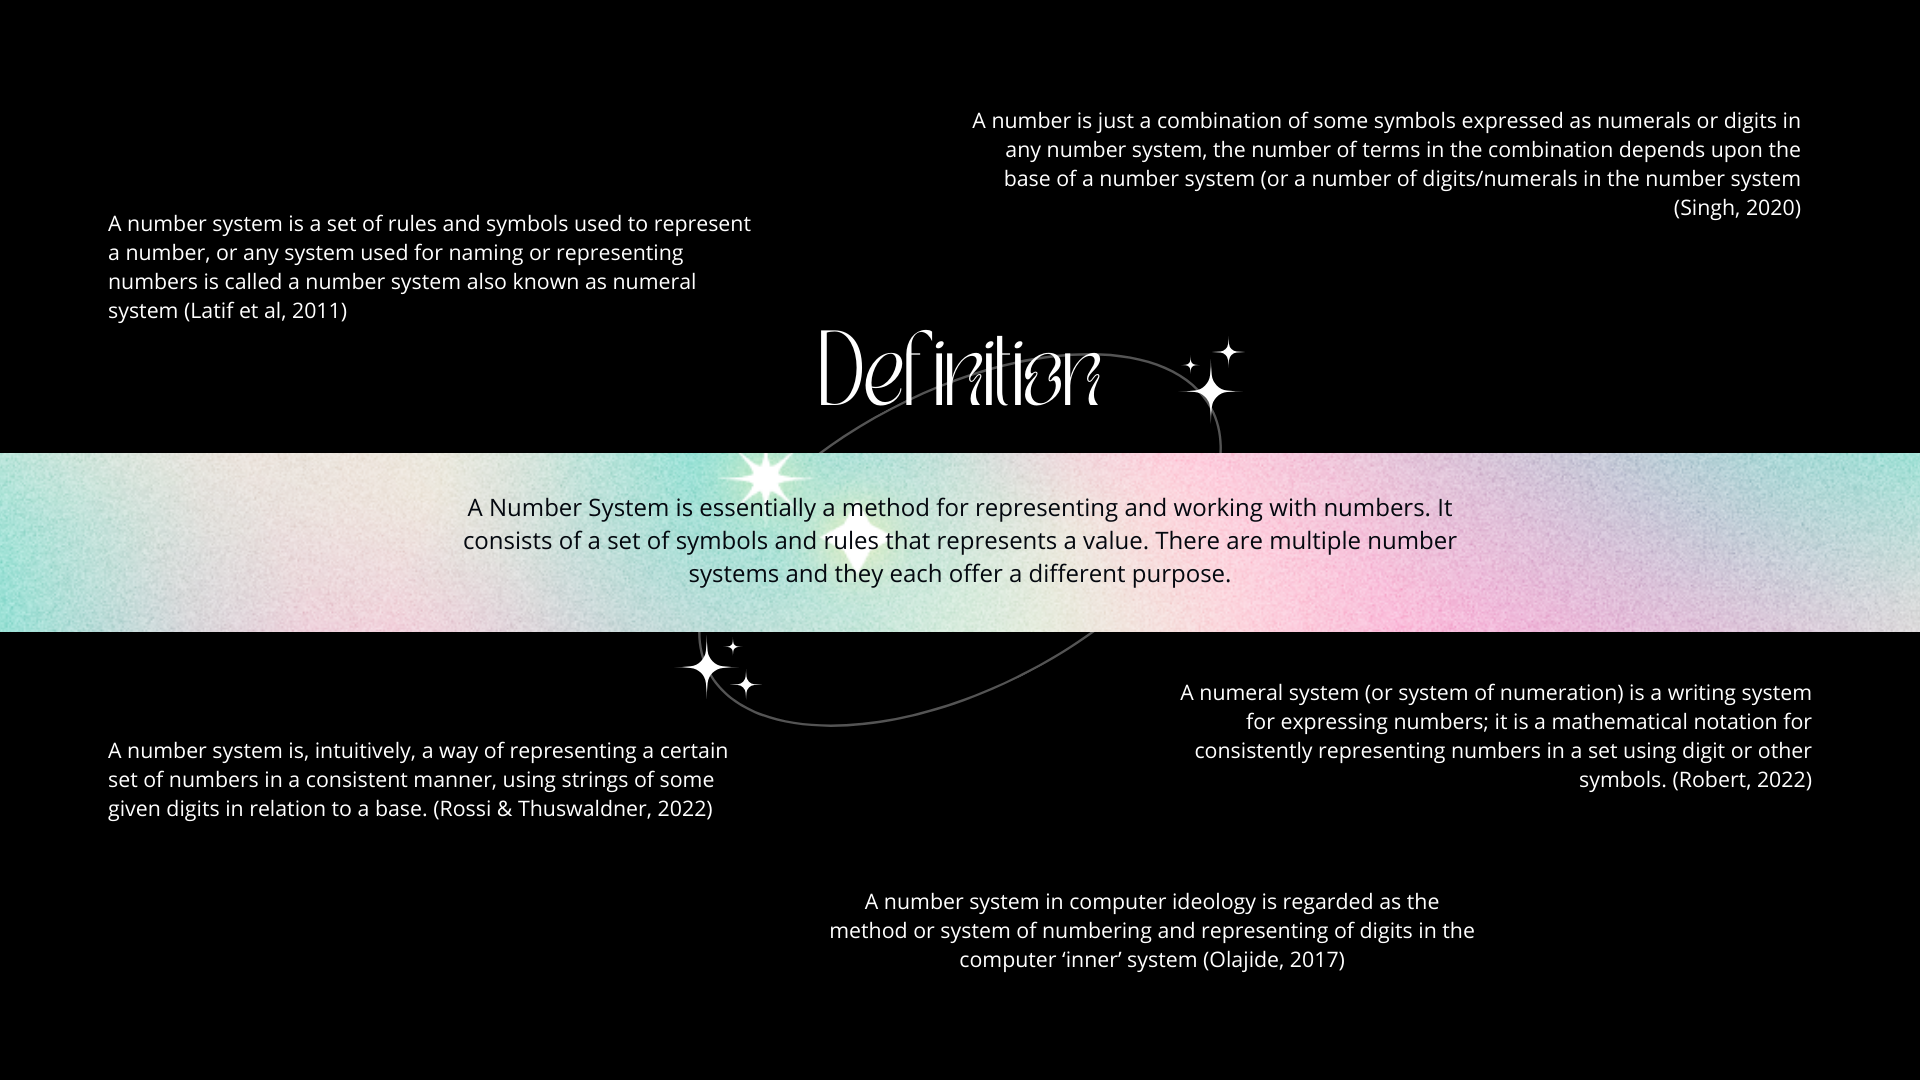 A number is just a combination of some symbols expressed as numerals or digits in
any number system, the number of terms in the combination depends upon the
base of a number system (or a number of digits/numerals in the number system
(Singh, 2020)
A number system is a set of rules and symbols used to represent
a number, or any system used for naming or representing
numbers is called a number system also known as numeral
system (Latif et al, 2011)
Definition
A Number System is essentially a method for representing and working with numbers. It
consists of a set of symbols and rules that represents a value. There are multiple number
systems and they each offer a different purpose.
A numeral system (or system of numeration) is a writing system
for expressing numbers; it is a mathematical notation for
consistently representing numbers in a set using digit or other
symbols. (Robert, 2022)
A number system is, intuitively, a way of representing a certain
set of numbers in a consistent manner, using strings of some
given digits in relation to a base. (Rossi & Thuswaldner, 2022)
A number system in computer ideology is regarded as the
method or system of numbering and representing of digits in the
computer ‘inner’ system (Olajide, 2017)